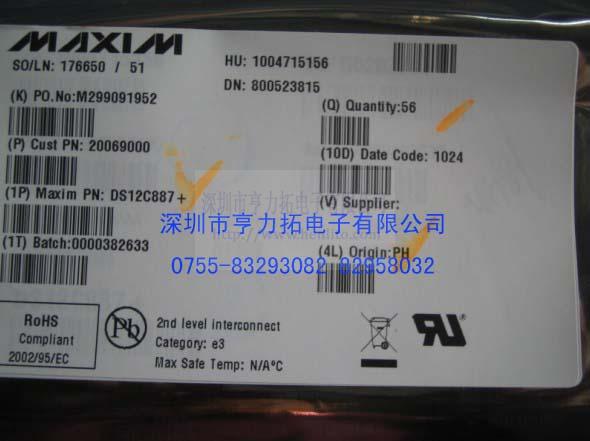 MAXIM
SO/LN: 176650 / 51
HU: 1004715156
DN: 800523815
(K) PO.No:M299091952
(Q) Quantity:56
(P) Cust PN: 20069000
(10D) Date Code: 1024
(1P) Maxim PN: DS12C887+
(V) Supplier:
深圳市亨力拓电子有限公司
(1T) Batch:0000382633
(4L) Origin:PH
0755-83293082 82958032
RoHS
Compliant
2002/95/EC
Pb
2nd level interconnect
Category: e3
Max Safe Temp: N/A°C